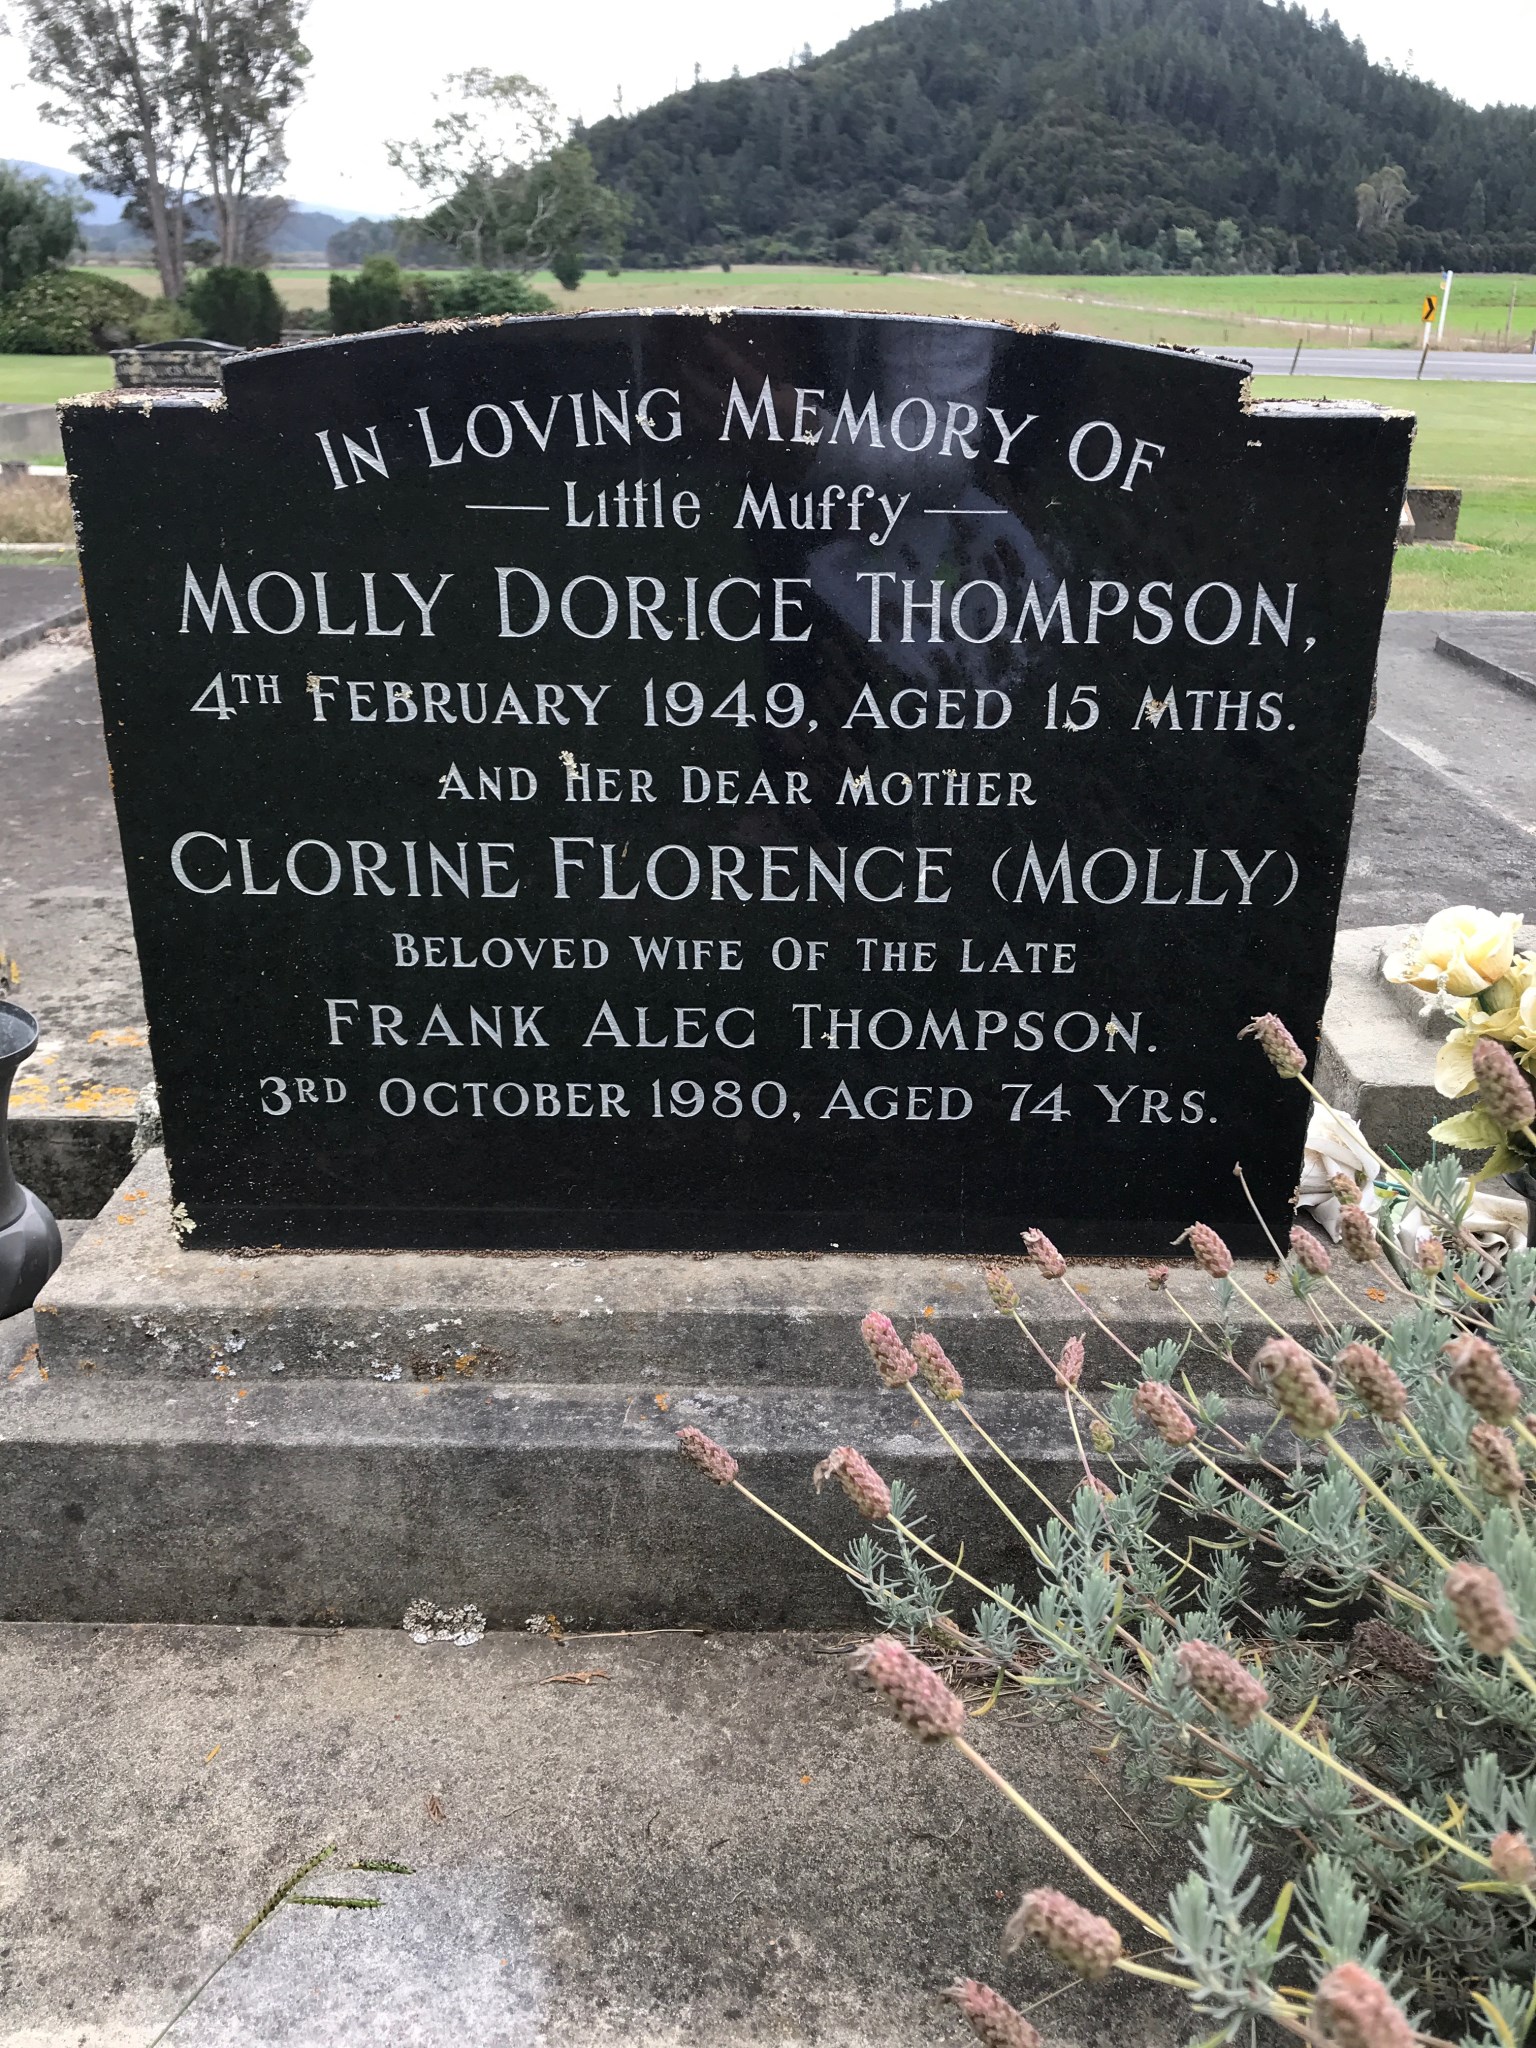 IN LOVING MEMORY OF
— Little Muffy —
MOLLY DORICE THOMPSON,
4TH FEBRUARY 1949, AGED 15 MTHS.
AND HER DEAR MOTHER
CLORINE FLORENCE (MOLLY)
BELOVED WIFE OF THE LATE
FRANK ALEC THOMPSON.
3RD OCTOBER 1980, AGED 74 YRS.